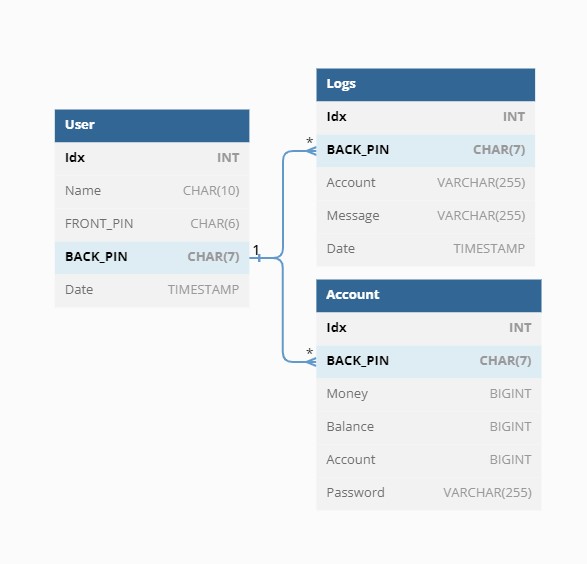 User
Idx INT
Name CHAR(10)
FRONT_PIN CHAR(6)
BACK_PIN CHAR(7)
Date TIMESTAMP
1
*
Logs
Idx INT
BACK_PIN CHAR(7)
Account VARCHAR(255)
Message VARCHAR(255)
Date TIMESTAMP
*
Account
Idx INT
BACK_PIN CHAR(7)
Money BIGINT
Balance BIGINT
Account BIGINT
Password VARCHAR(255)